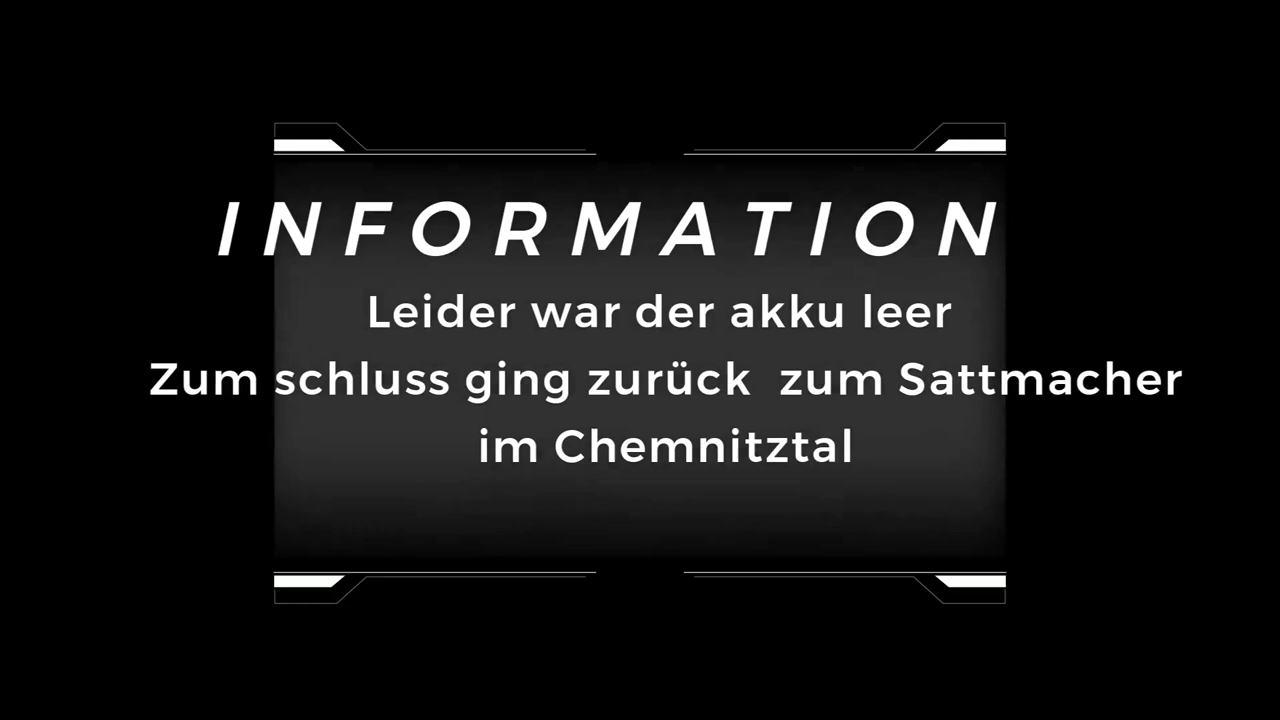 INFORMATION
Leider war der akku leer
Zum schluss ging zurück zum Sattmacher
im Chemnitztal